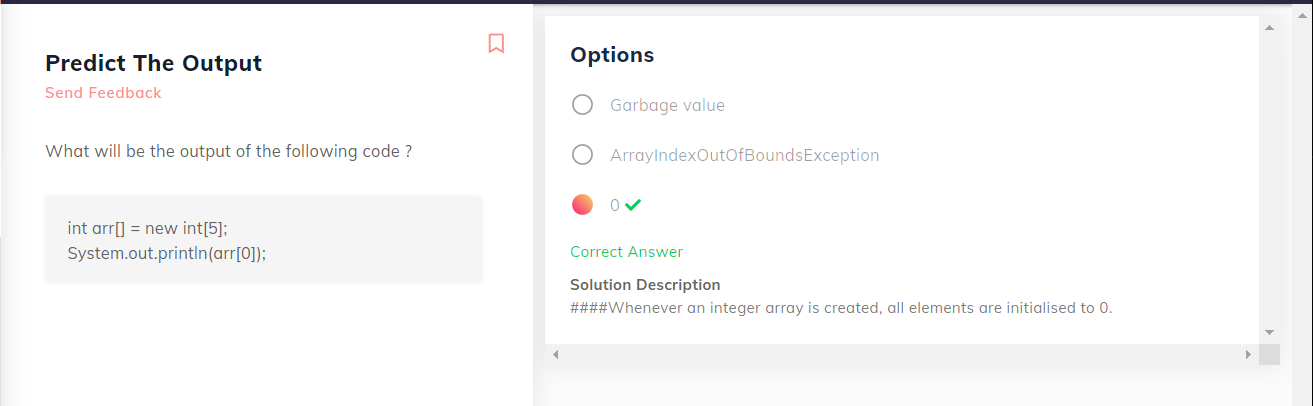 Predict The Output
Send Feedback
What will be the output of the following code ?
int arr[] = new int[5];
System.out.println(arr[0]);
Options
Garbage value
ArrayIndexOutOfBoundsException
0
Correct Answer
Solution Description
####Whenever an integer array is created, all elements are initialised to 0.